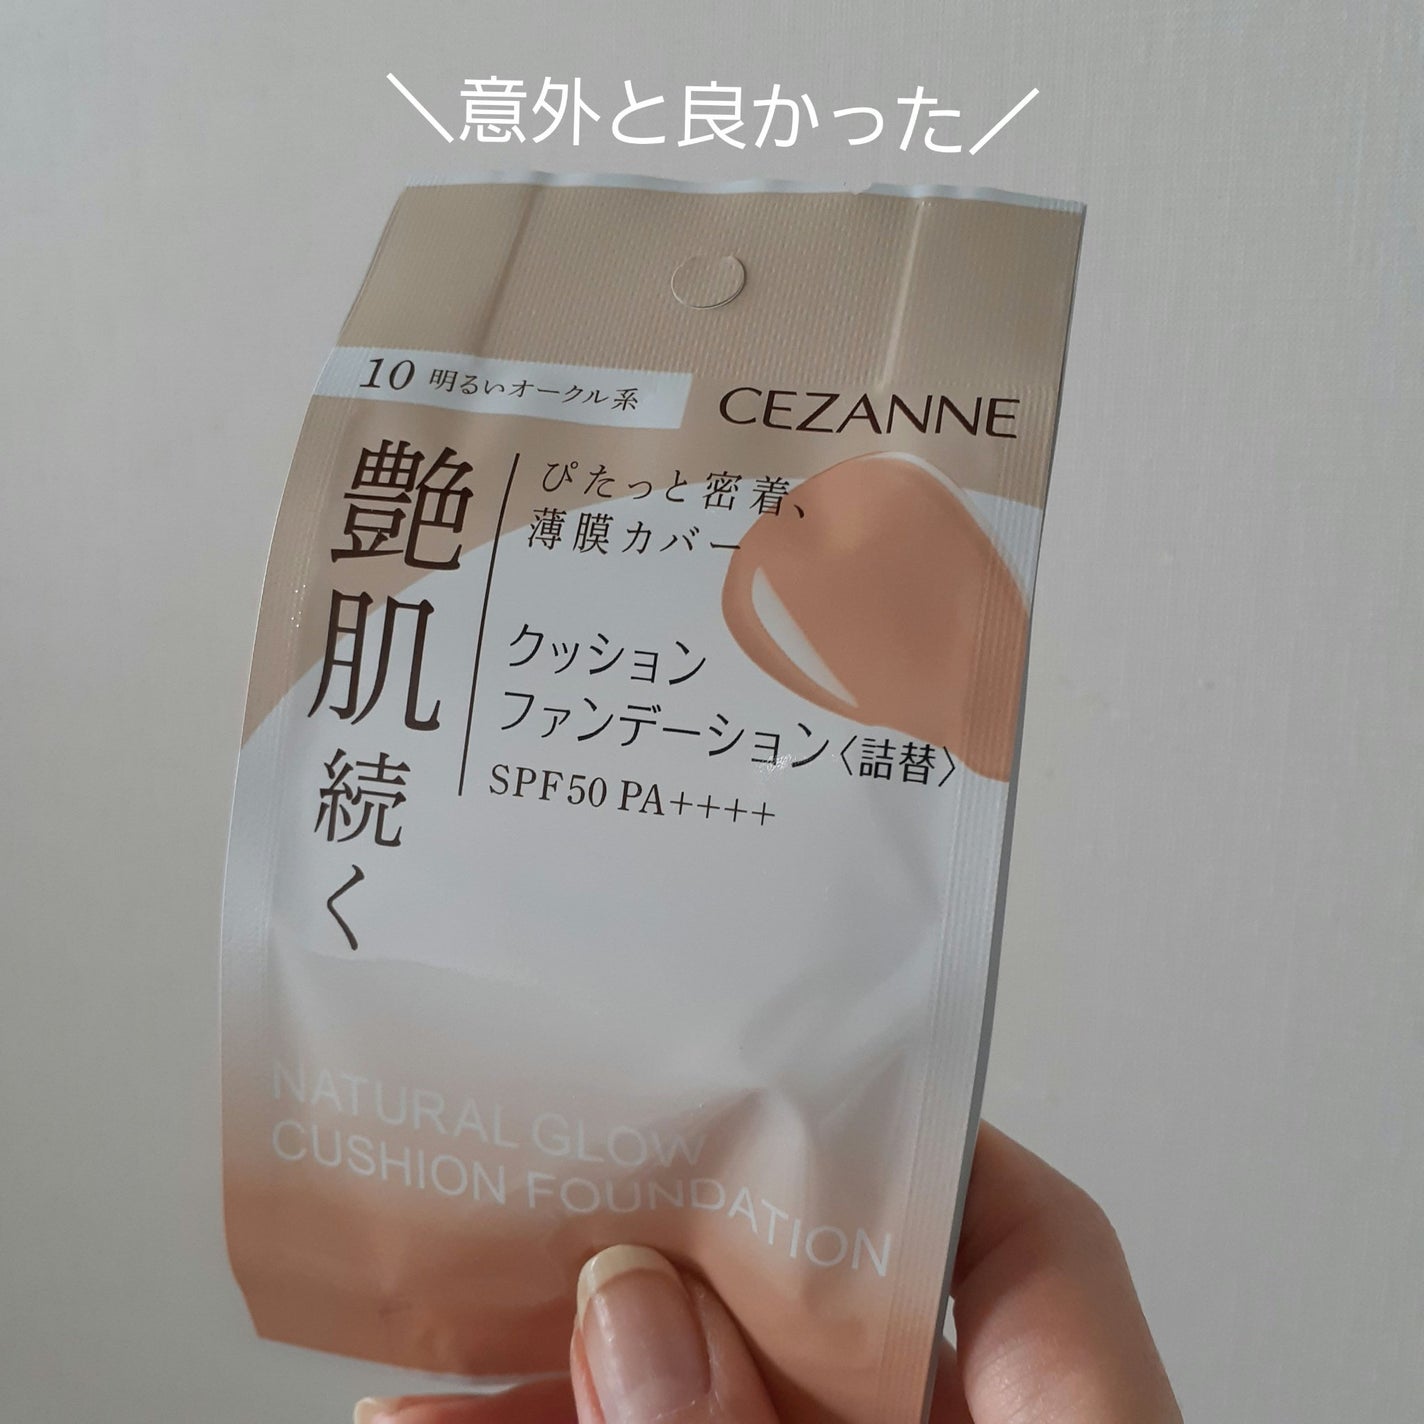 ＼意外と良かった／
10 明るいオークル系
CEZANNE
艶肌続く
ぴたっと密着、
薄膜カバー
クッション
ファンデーション〈詰替〉
SPF50 PA++++
NATURAL GLOW
CUSHION FOUNDATION